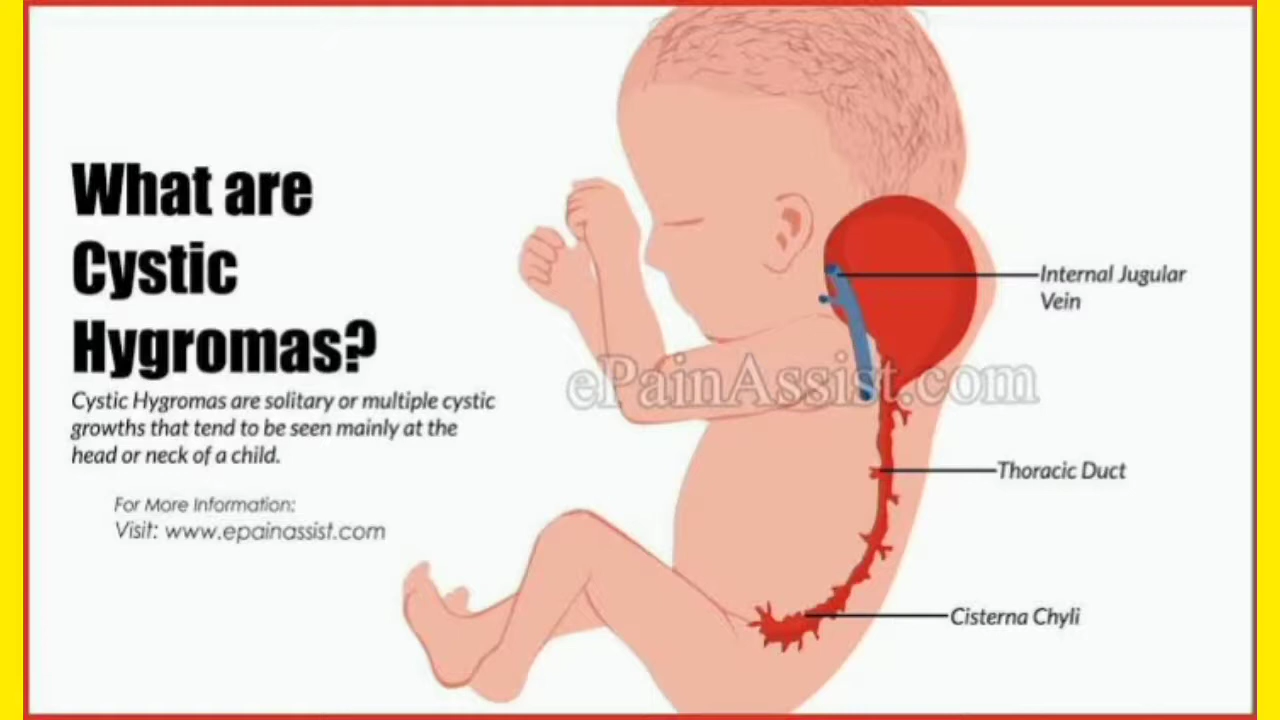 What are
Cystic
Hygromas?
Cystic Hygromas are solitary or multiple cystic
growths that tend to be seen mainly at the
head or neck of a child.
For More Information:
Visit: www.epainassist.com
Internal Jugular
Vein
ePainAssist.com
Thoracic Duct
Cisterna Chyli